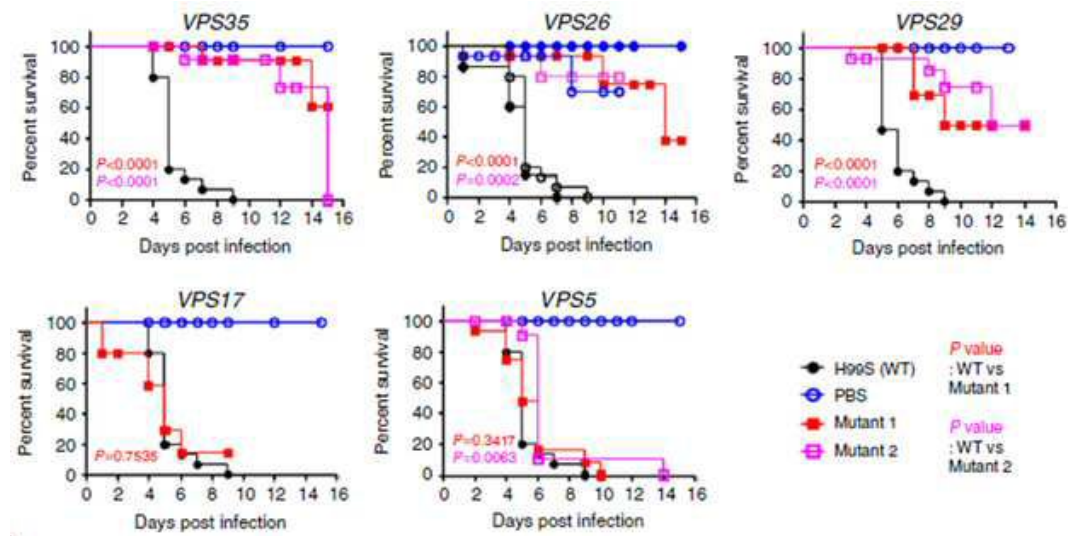 VPS35
VPS26
VPS29
Percent survival
100
80
60
40
20
0
P<0.0001
P<0.0001
0 2 4 6 8 10 12 14 16
Days post infection
Percent survival
100
80
60
40
20
0
P<0.0001
P=0.0002
0 2 4 6 8 10 12 14 16
Days post infection
Percent survival
100
80
60
40
20
0
P<0.0001
P<0.0001
0 2 4 6 8 10 12 14 16
Days post infection
VPS17
VPS5
Percent survival
100
80
60
40
20
0
P=0.7535
0 2 4 6 8 10 12 14 16
Days post infection
Percent survival
100
80
60
40
20
0
P=0.3417
P=0.0063
0 2 4 6 8 10 12 14 16
Days post infection
H99S (WT)
PBS
Mutant 1
Mutant 2
P value
: WT vs
Mutant 1
P value
: WT vs
Mutant 2